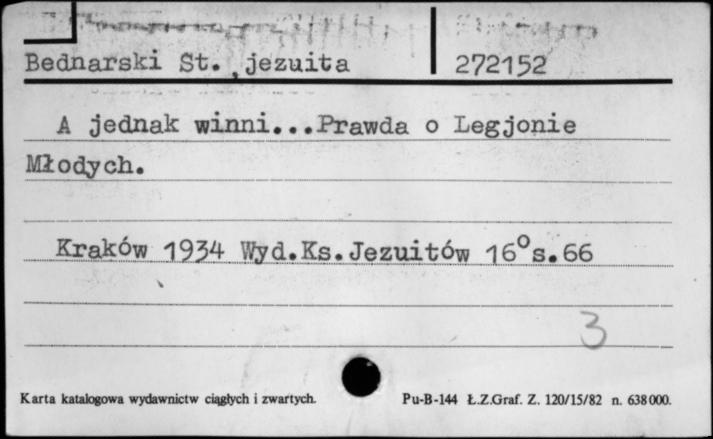 Bednarski St. ,jezuita 272152
A jednak winni...Prawda o Legjonie
Młodych.
Kraków 1934 Wyd.Ks.Jezuitów 16° s.66
3
Karta katalogowa wydawnictw ciągłych i zwartych. Pu-B-144 Ł.Z.Graf. Z. 120/15/82 n. 638000.